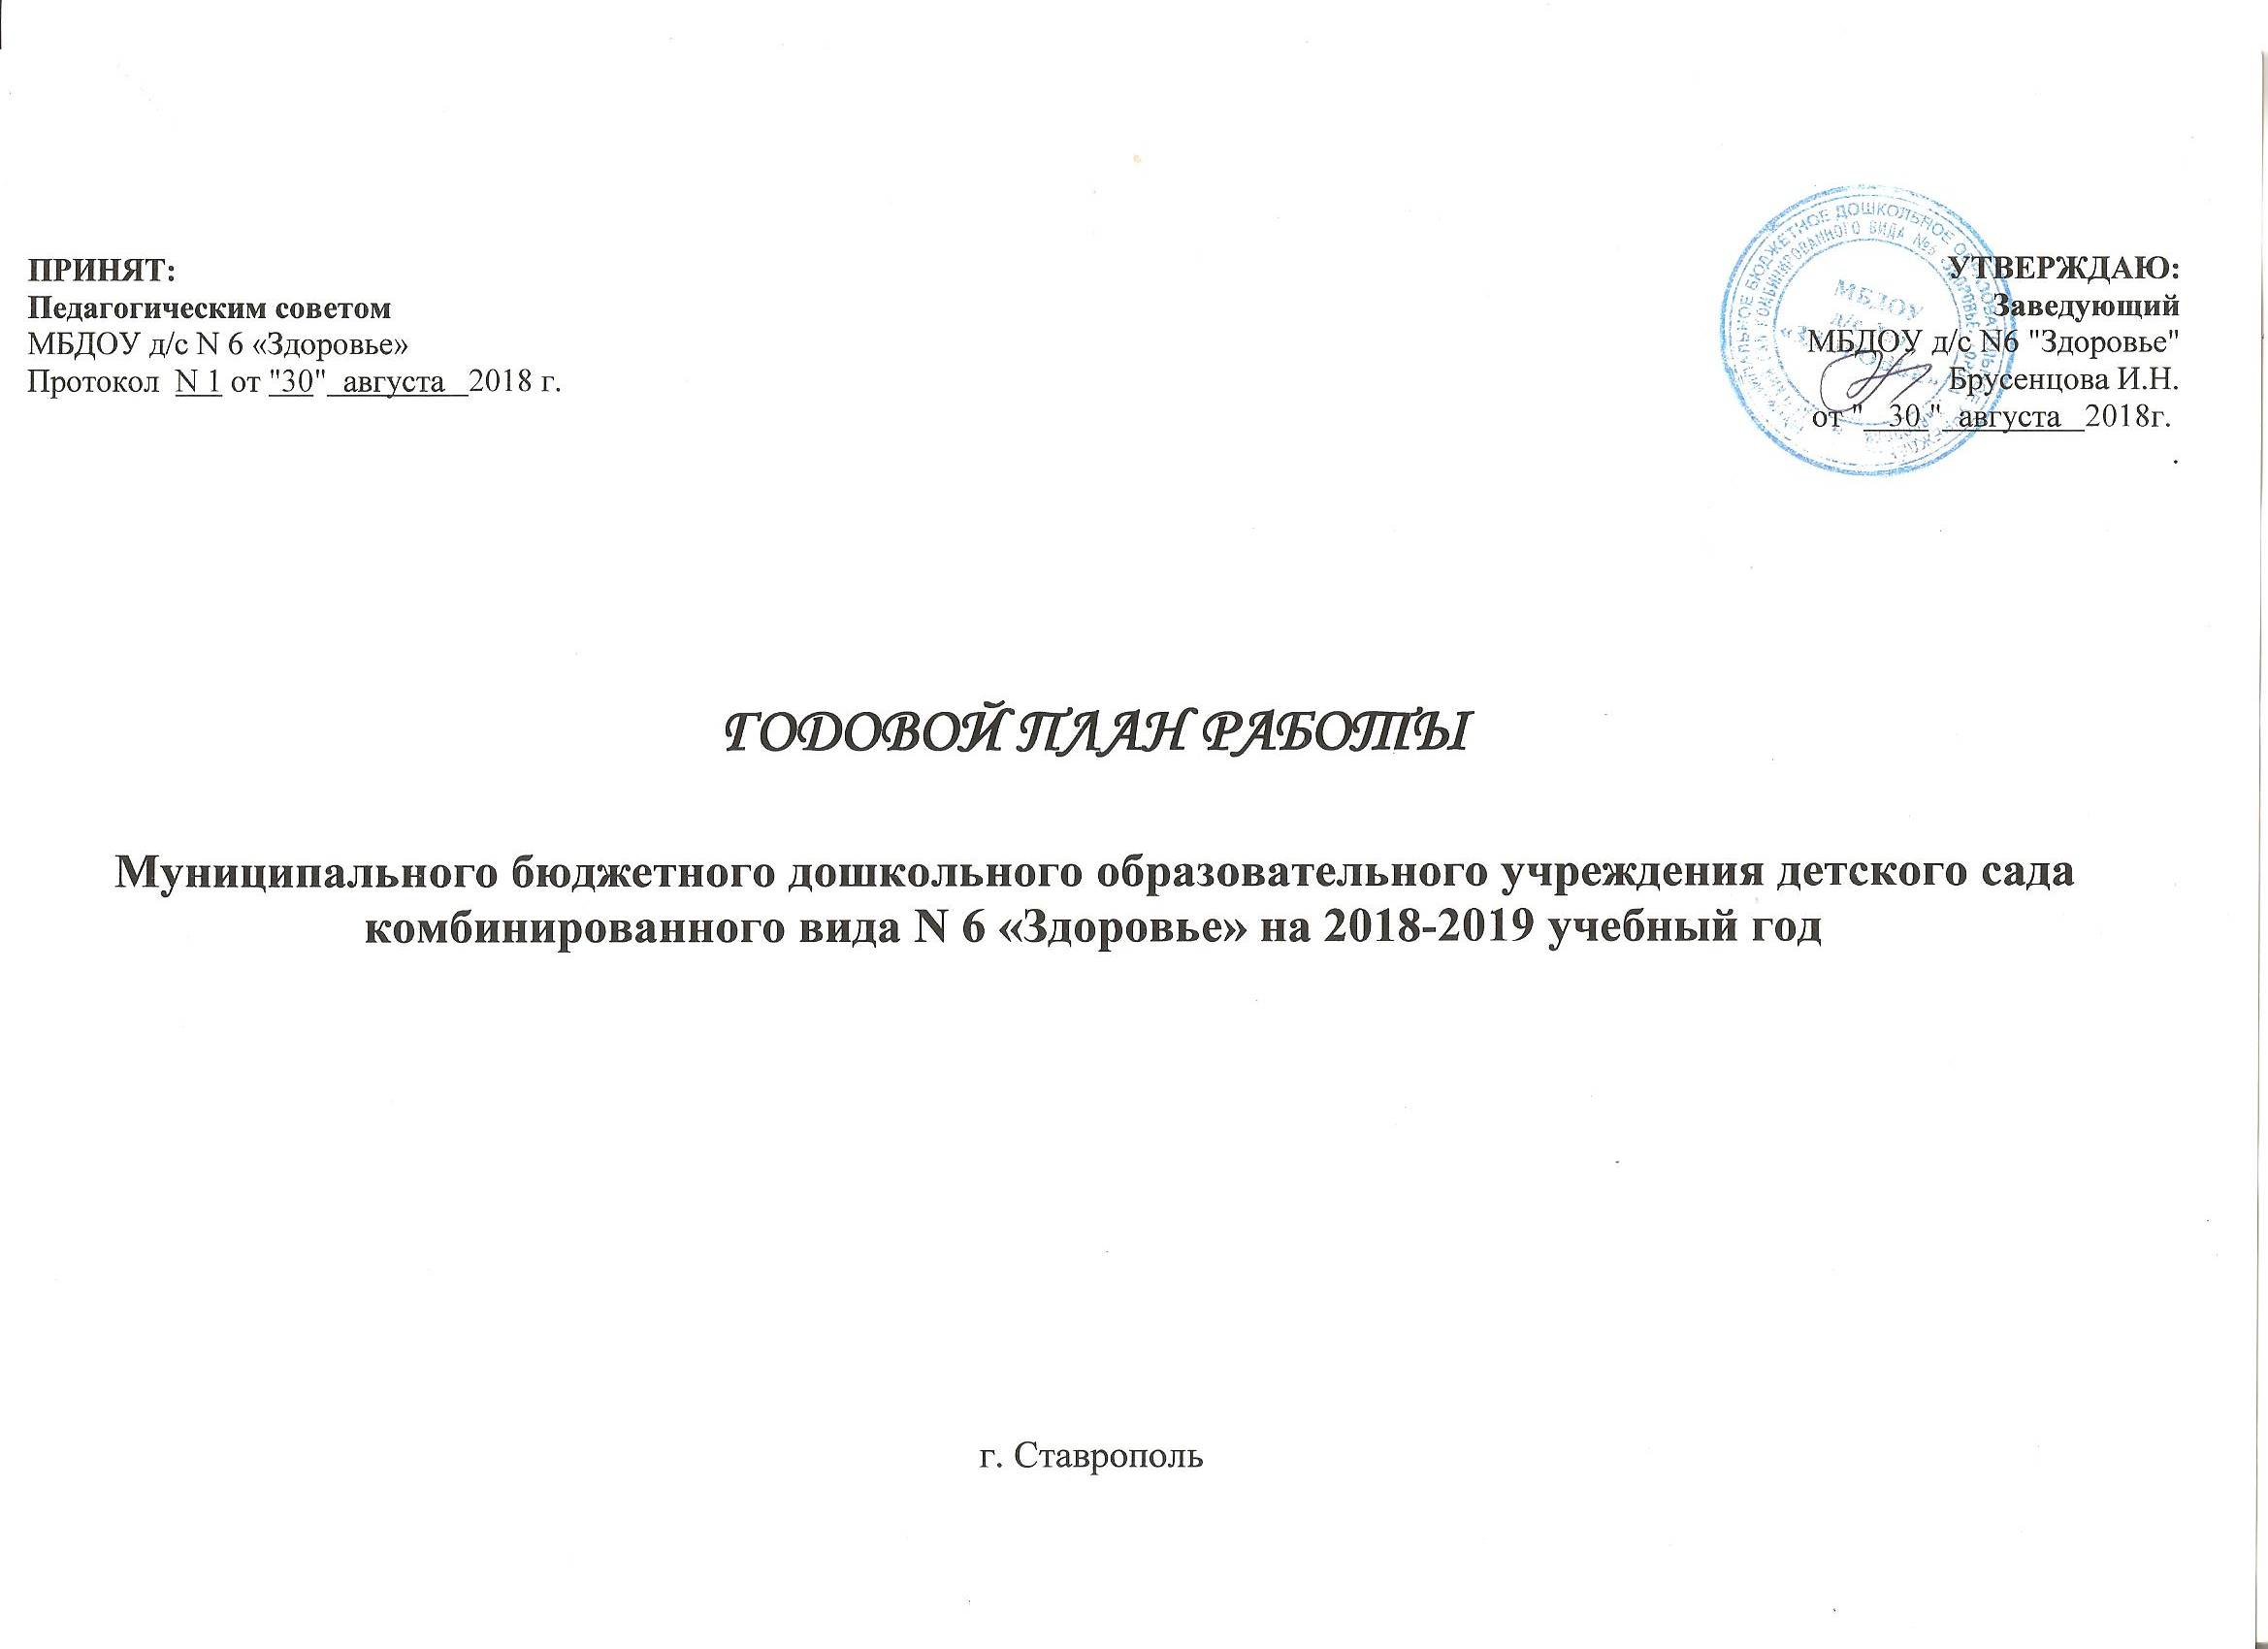 ПРИНЯТ:
Педагогическим советом
МБДОУ д/с N 6 «Здоровье»
Протокол N 1 от "30" августа 2018 г.
УТВЕРЖДАЮ:
Заведующий
МБДОУ д/с N6 "Здоровье"
Брусенцова И.Н.
от " 30 " августа 2018г.
.
МБДОУ
ГОДОВОЙ ПЛАН РАБОТЫ
Муниципального бюджетного дошкольного образовательного учреждения детского сада
комбинированного вида N 6 «Здоровье» на 2018-2019 учебный год
г. Ставрополь